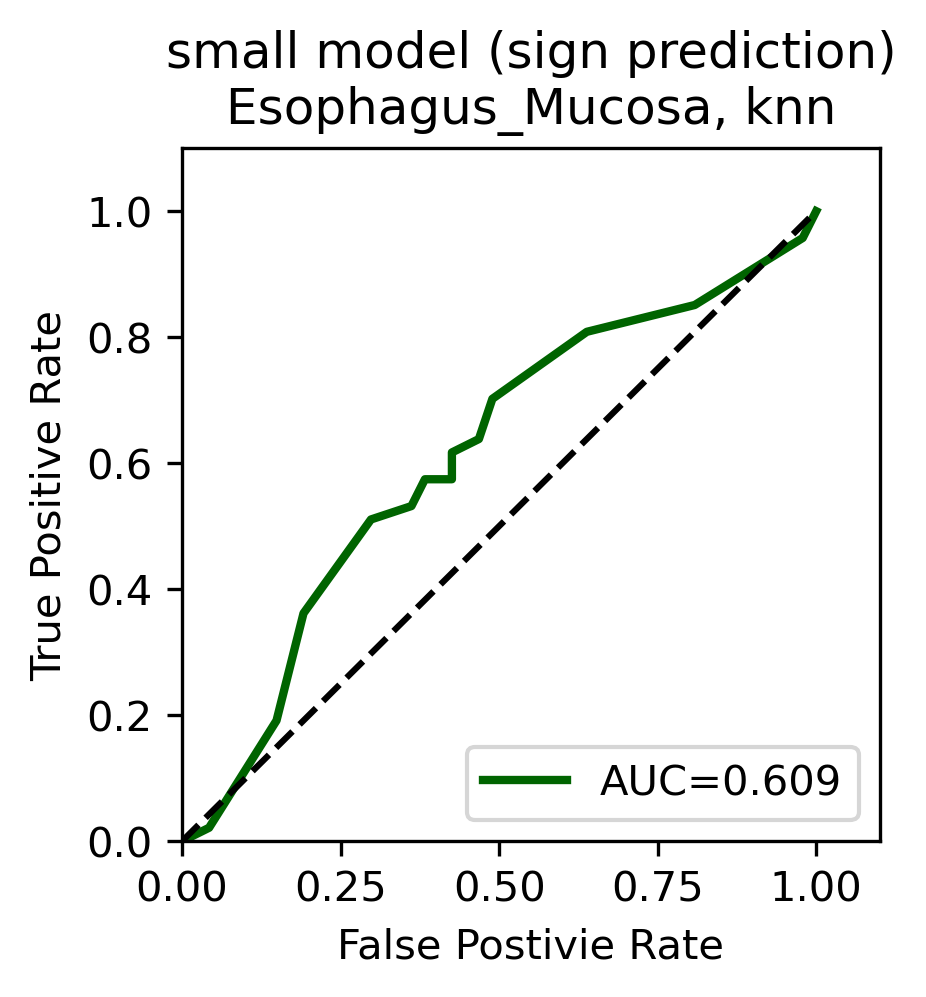 small model (sign prediction)
Esophagus_Mucosa, knn
1.0
0.8
0.6
0.4
0.2
0.0
True Positive Rate
AUC=0.609
0.00 0.25 0.50 0.75 1.00
False Postivie Rate